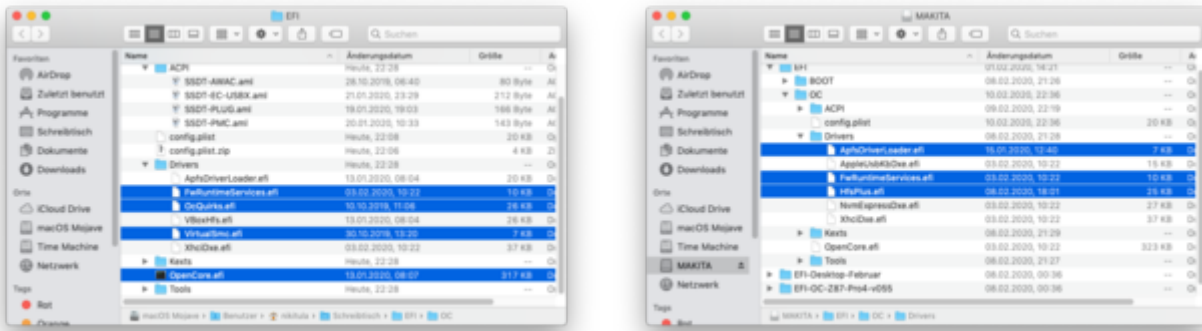 EFI
Suchen
Favoriten
AirDrop
Zuletzt benutzt
Programme
Schreibtisch
Dokumente
Downloads
Orte
iCloud Drive
macOS Mojave
Time Machine
Netzwerk
Tags
Rot
Orange
Name Änderungsdatum Größe
ACPI Heute, 22:28 --
SSDT-AWAC.aml 28.10.2019, 06:40 80 Byte
SSDT-EC-USBX.aml 21.01.2020, 23:29 212 Byte
SSDT-PLUG.aml 19.01.2020, 19:03 166 Byte
SSDT-PMC.aml 20.01.2020, 10:33 143 Byte
config.plist Heute, 22:08 20 KB
config.plist.zip Heute, 22:06 4 KB
Drivers Heute, 22:28 --
ApfsDriverLoader.efi 13.01.2020, 08:04 20 KB
FwRuntimeServices.efi 03.02.2020, 10:22 10 KB
OcQuirks.efi 10.10.2019, 11:06 26 KB
VBoxHfs.efi 13.01.2020, 08:04 26 KB
VirtualSmc.efi 30.10.2019, 13:20 7 KB
XhciDxe.efi 03.02.2020, 10:22 37 KB
Kexts Heute, 22:28 --
OpenCore.efi 13.01.2020, 08:07 317 KB
Tools Heute, 22:28 --
macOS Mojave Benutzer nikitula Schreibtisch EFI OC
MAKITA
Suchen
Favoriten
AirDrop
Zuletzt benutzt
Programme
Schreibtisch
Dokumente
Downloads
Orte
iCloud Drive
macOS Mojave
Time Machine
MAKITA
Netzwerk
Tags
Rot
Name Änderungsdatum Größe
EFI 01.02.2020, 14:21 --
BOOT 08.02.2020, 21:26 --
OC 10.02.2020, 22:36 --
ACPI 09.02.2020, 22:19 --
config.plist 10.02.2020, 22:36 20 KB
Drivers 08.02.2020, 21:28 --
ApfsDriverLoader.efi 15.01.2020, 12:40 7 KB
AppleUsbKbDxe.efi 03.02.2020, 10:22 15 KB
FwRuntimeServices.efi 03.02.2020, 10:22 10 KB
HfsPlus.efi 08.02.2020, 18:01 25 KB
NvmExpressDxe.efi 03.02.2020, 10:22 27 KB
XhciDxe.efi 03.02.2020, 10:22 37 KB
Kexts 08.02.2020, 21:29 --
OpenCore.efi 03.02.2020, 10:22 323 KB
Tools 08.02.2020, 21:27 --
EFI-Desktop-Februar 08.02.2020, 00:36 --
EFI-OC-Z87-Pro4-v055 08.02.2020, 00:36 --
MAKITA EFI OC Drivers